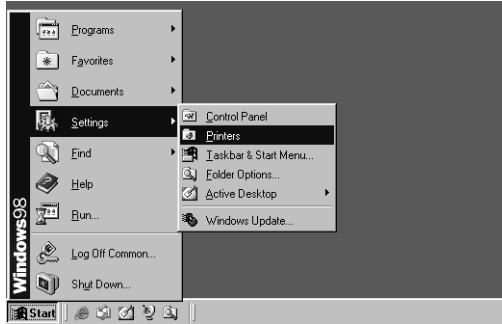 Programs
Favorites
Documents
Settings
Find
Help
Run...
Log Off Common...
Shut Down...
Windows98
Control Panel
Printers
Taskbar & Start Menu...
Folder Options...
Active Desktop
Windows Update...
Start